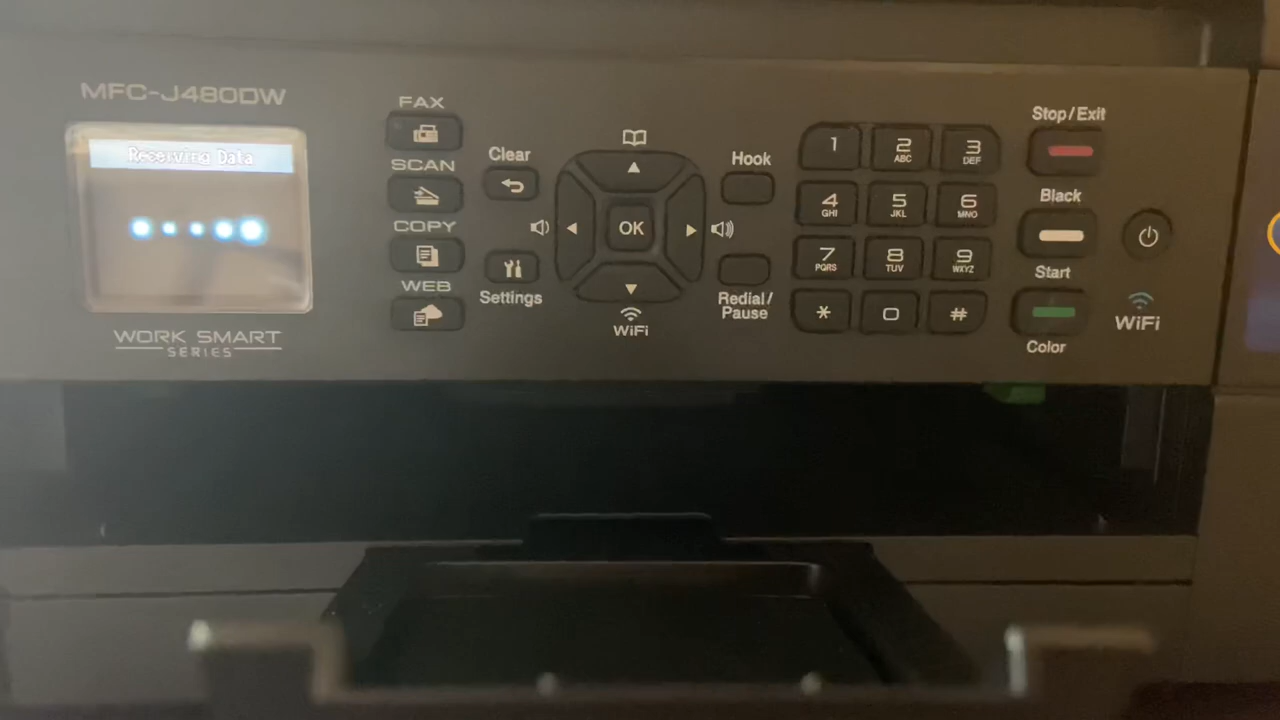 MFC-J480DW
Receiving Data
WORK SMART
SERIES
FAX
SCAN
COPY
WEB
Clear
Settings
OK
WiFi
Hook
Redial/
Pause
1
2
ABC
3
DEF
4
GHI
5
JKL
6
MNO
7
PQRS
8
TUV
9
WXYZ
*
0
#
Stop/Exit
Black
Start
Color
WiFi